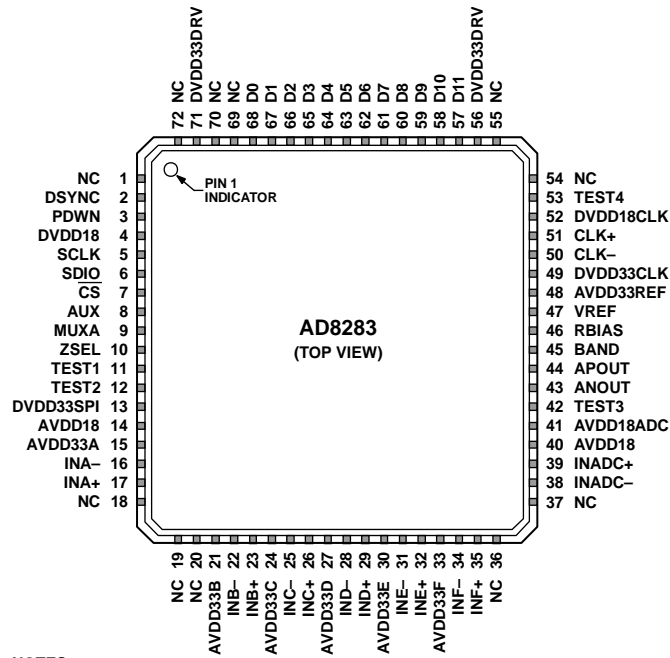 72 NC
71 DVDD33DRV
70 NC
69 NC
68 D0
67 D1
66 D2
65 D3
64 D4
63 D5
62 D6
61 D7
60 D8
59 D9
58 D10
57 D11
56 DVDD33DRV
55 NC
NC 1
DSYNC 2
PDWN 3
DVDD18 4
SCLK 5
SDIO 6
CS 7
AUX 8
MUXA 9
ZSEL 10
TEST1 11
TEST2 12
DVDD33SPI 13
AVDD18 14
AVDD33A 15
INA– 16
INA+ 17
NC 18
PIN 1
INDICATOR
AD8283
(TOP VIEW)
54 NC
53 TEST4
52 DVDD18CLK
51 CLK+
50 CLK–
49 DVDD33CLK
48 AVDD33REF
47 VREF
46 RBIAS
45 BAND
44 APOUT
43 ANOUT
42 TEST3
41 AVDD18ADC
40 AVDD18
39 INADC+
38 INADC–
37 NC
NC 19
NC 20
AVDD33B 21
INB– 22
INB+ 23
AVDD33C 24
INC– 25
INC+ 26
AVDD33D 27
IND– 28
IND+ 29
AVDD33E 30
INE– 31
INE+ 32
AVDD33F 33
INF– 34
INF+ 35
NC 36